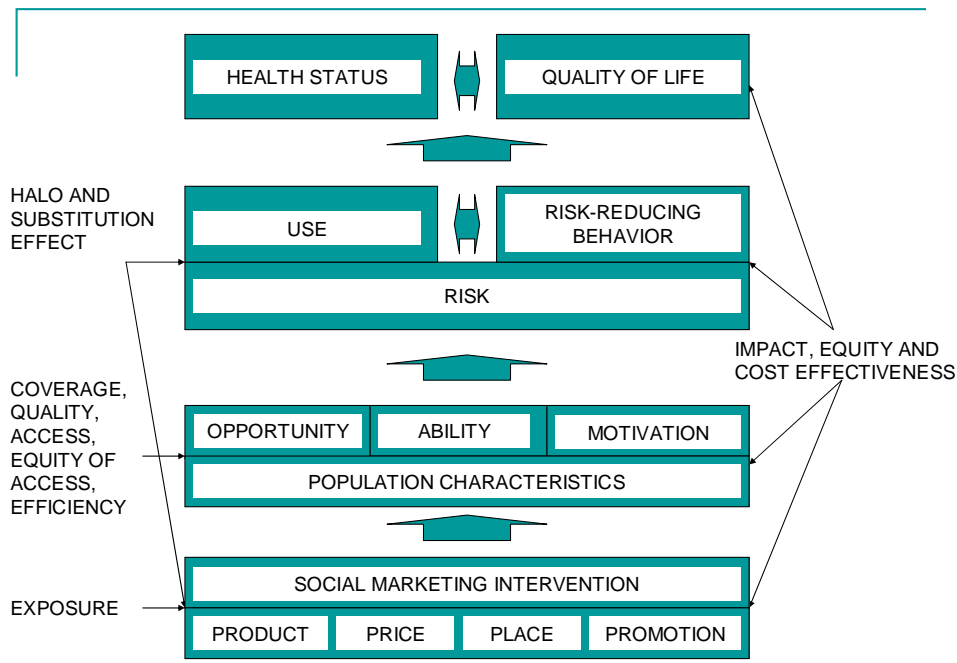 HEALTH STATUS
QUALITY OF LIFE
HALO AND
SUBSTITUTION
EFFECT
USE
RISK-REDUCING
BEHAVIOR
RISK
IMPACT, EQUITY AND
COST EFFECTIVENESS
COVERAGE,
QUALITY,
ACCESS,
EQUITY OF
ACCESS,
EFFICIENCY
OPPORTUNITY
ABILITY
MOTIVATION
POPULATION CHARACTERISTICS
SOCIAL MARKETING INTERVENTION
EXPOSURE
PRODUCT
PRICE
PLACE
PROMOTION